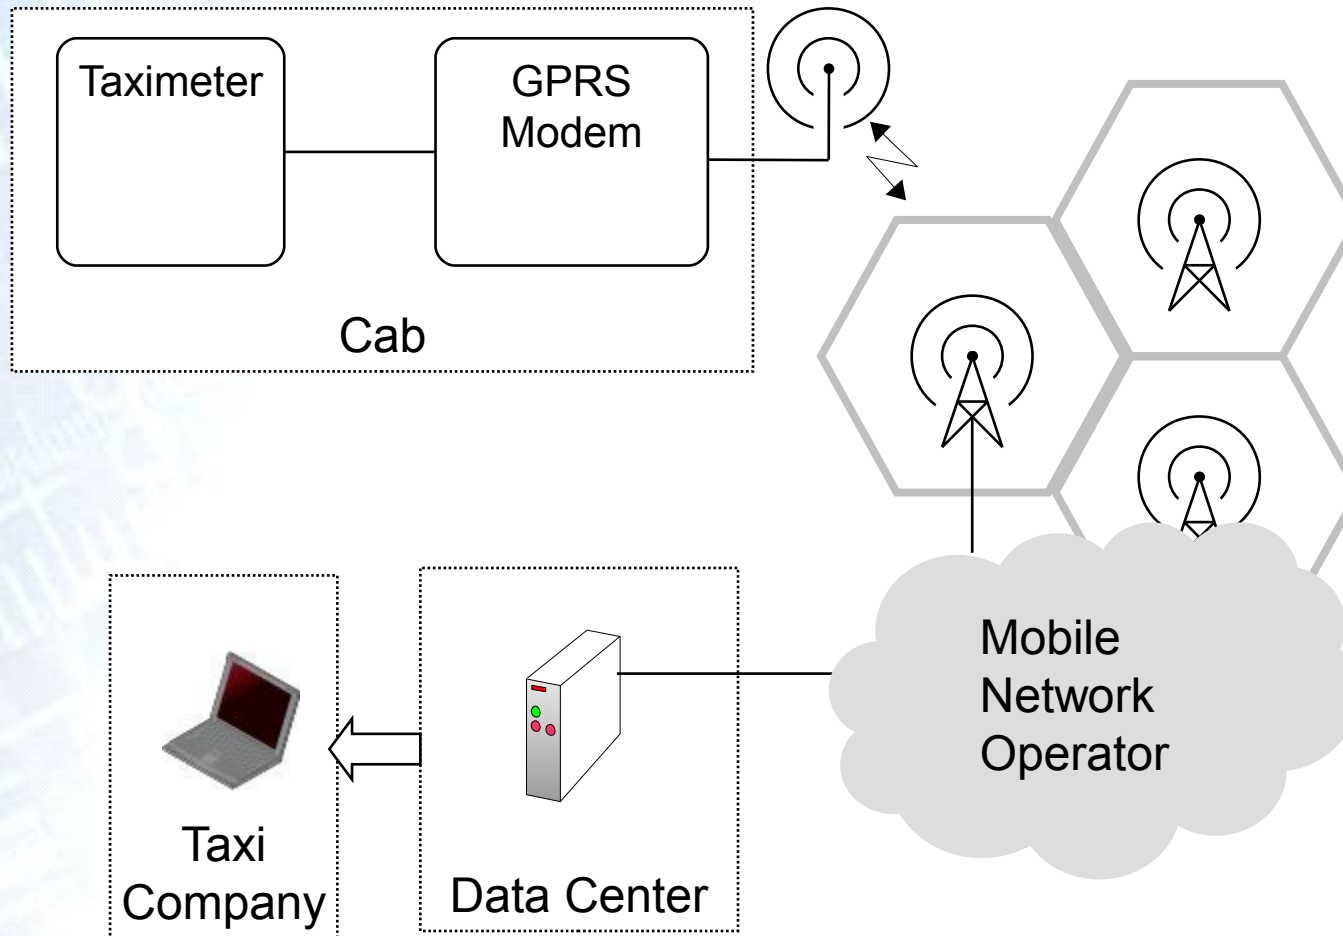 Taximeter
GPRS
Modem
Cab
Mobile
Network
Operator
Taxi
Company
Data Center